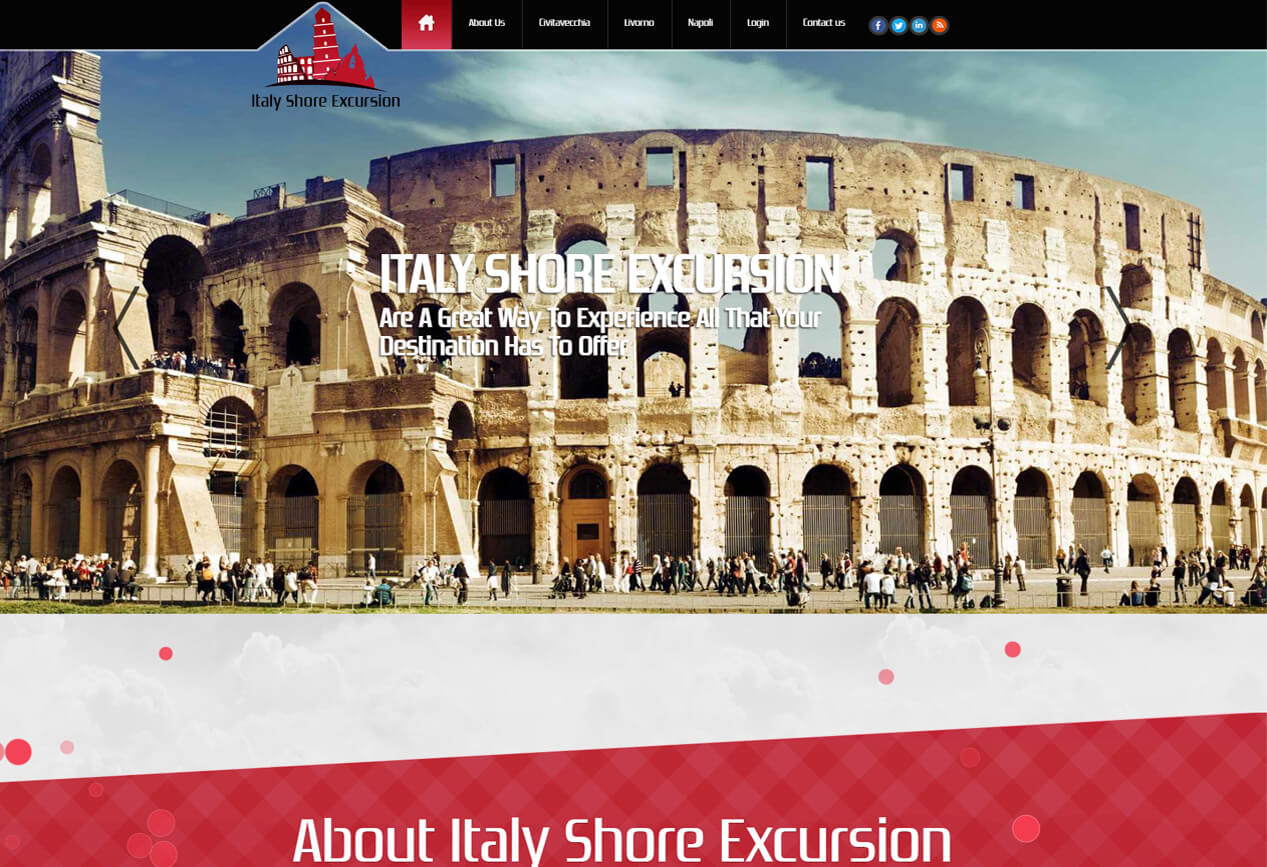 About Us
Civitavecchia
Livorno
Napoli
Login
Contact us
Italy Shore Excursion
ITALY SHORE EXCURSION
Are A Great Way To Experience All That Your
Destination Has To Offer
About Italy Shore Excursion